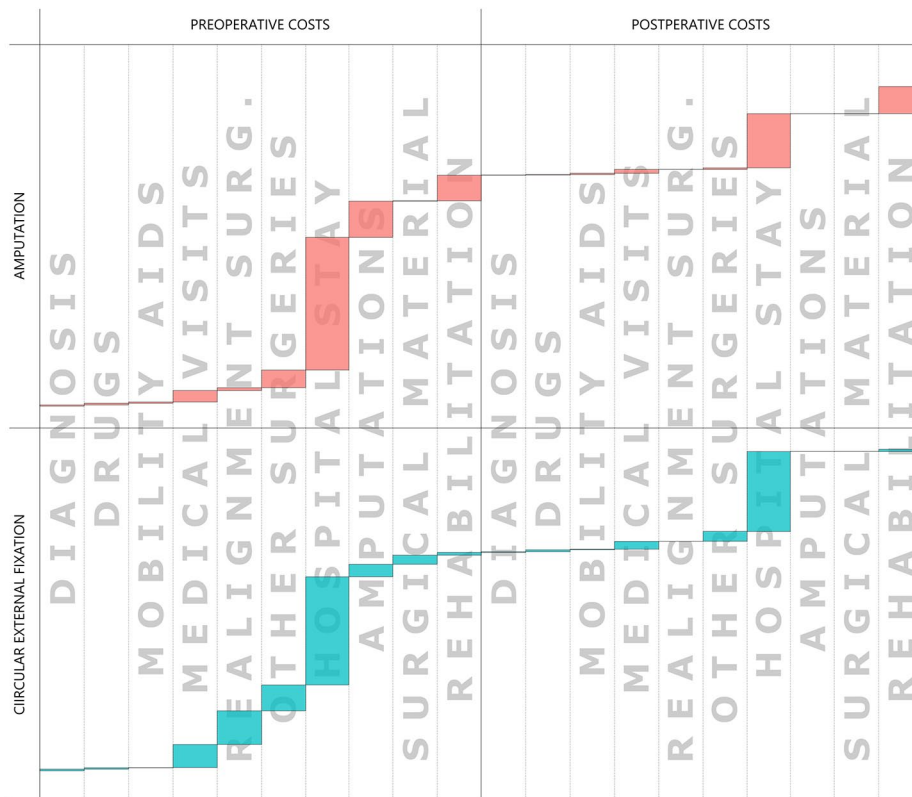 PREOPERATIVE COSTS
POSTPERATIVE COSTS
AMPUTATION
CIIRCULAR EXTERNAL FIXATION
DIAGNOSIS
DRUGS
MOBILITY AIDS
MEDICAL VISITS
REALIGNMENT SURG.
OTHER SURGERIES
HOSPITAL STAY
AMPUTATIONS
SURGICAL MATERIAL
REHABILITATION
DIAGNOSIS
DRUGS
MOBILITY AIDS
MEDICAL VISITS
REALIGNMENT SURG.
OTHER SURGERIES
HOSPITAL STAY
AMPUTATIONS
SURGICAL MATERIAL
REHABILITATION